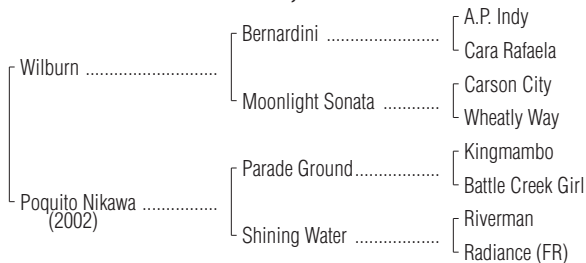 A.P. Indy
Bernardini ........................
Cara Rafaela
Wilburn ............................
Carson City
Moonlight Sonata ............
Wheatly Way
Kingmambo
Parade Ground..................
Battle Creek Girl
Poquito Nikawa ................
(2002)
Riverman
Shining Water ..................
Radiance (FR)